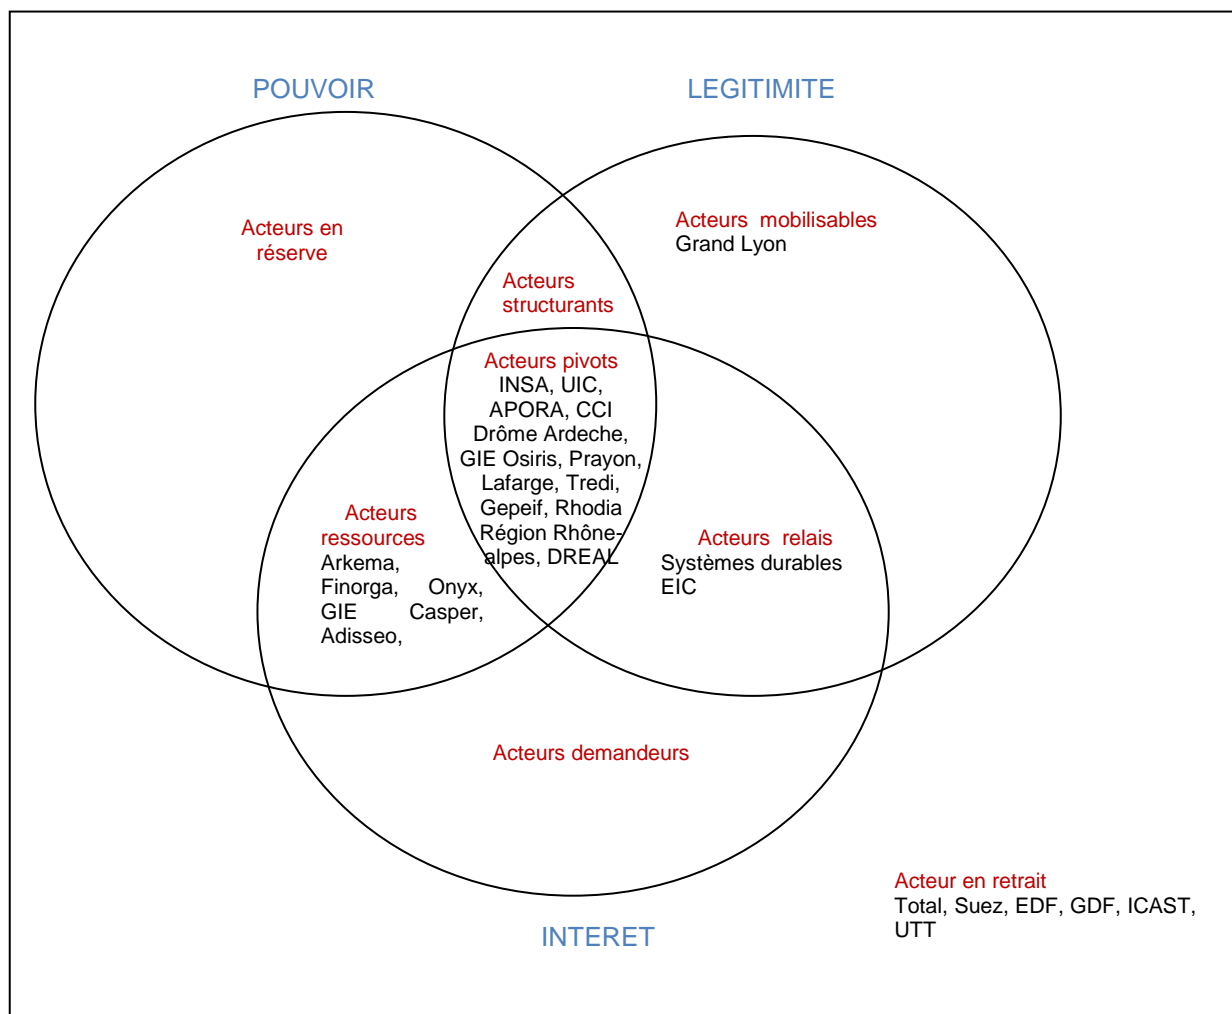 POUVOIR
LEGITIMITE
Acteurs en
réserve
Acteurs mobilisables
Grand Lyon
Acteurs
structurants
Acteurs pivots
INSA, UIC,
APORA, CCI
Drôme Ardeche,
GIE Osiris, Prayon,
Lafarge, Tredi,
Gepeif, Rhodia
Région Rhône-
alpes, DREAL
Acteurs
ressources
Arkema,
Finorga, Onyx,
GIE Casper,
Adisseo,
Acteurs relais
Systèmes durables
EIC
Acteurs demandeurs
Acteur en retrait
Total, Suez, EDF, GDF, ICAST,
UTT
INTERET